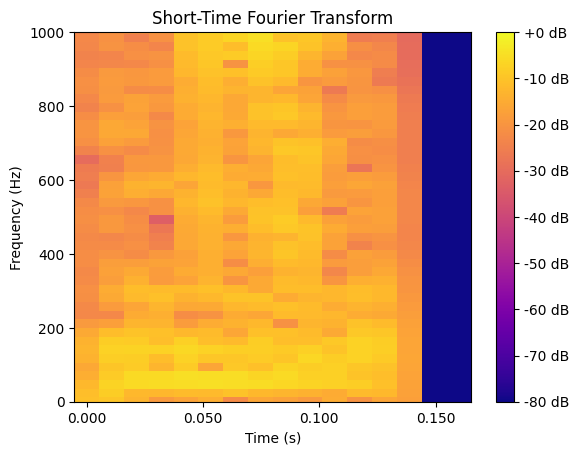 Short-Time Fourier Transform
1000
800
600
400
200
0
Frequency (Hz)
0.000
0.050
0.100
0.150
Time (s)
+0 dB
-10 dB
-20 dB
-30 dB
-40 dB
-50 dB
-60 dB
-70 dB
-80 dB